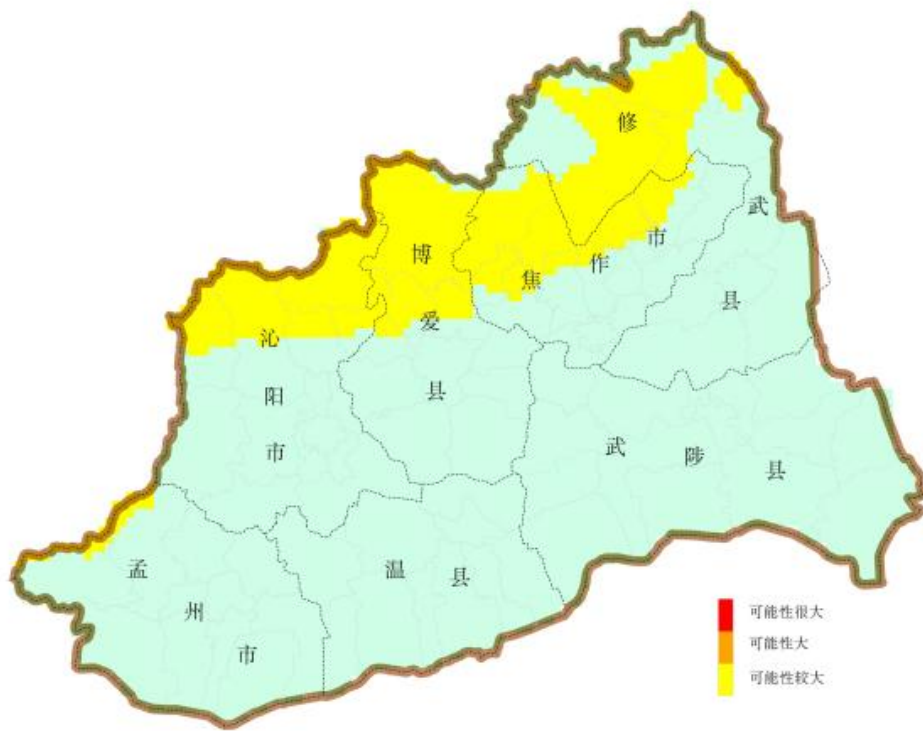 修武县
博爱县
焦作市
沁阳市
武陟县
孟州市
温县
可能性很大
可能性大
可能性较大